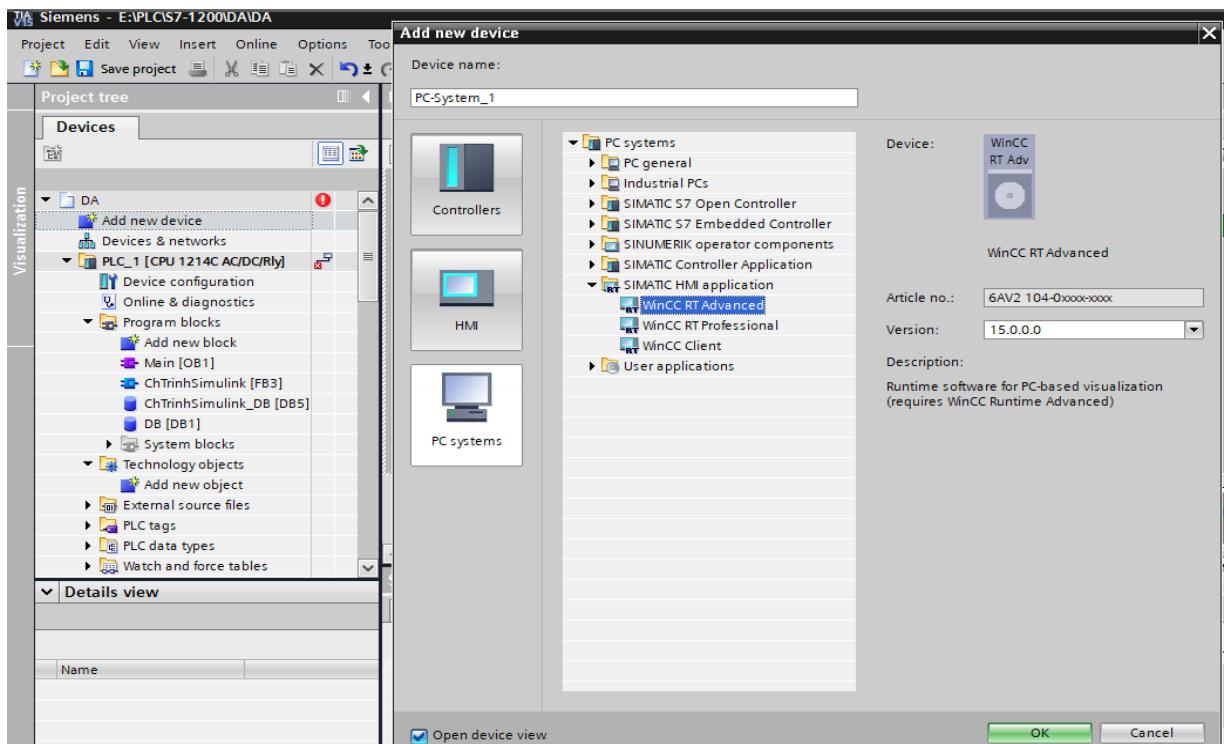 TIA
V15
Siemens - E:\PLC\S7-1200\DA\DA
Project Edit View Insert Online Options Too
Save project
Project tree
Devices
Visualization
DA
Add new device
Devices & networks
PLC_1 [CPU 1214C AC/DC/Rly]
Device configuration
Online & diagnostics
Program blocks
Add new block
Main [OB1]
ChTrinhSimulink [FB3]
ChTrinhSimulink_DB [DB5]
DB [DB1]
System blocks
Technology objects
Add new object
External source files
PLC tags
PLC data types
Watch and force tables
Details view
Name
Add new device
Device name:
PC-System_1
Controllers
HMI
PC systems
PC systems
PC general
Industrial PCs
SIMATIC S7 Open Controller
SIMATIC S7 Embedded Controller
SINUMERIK operator components
SIMATIC Controller Application
SIMATIC HMI application
WinCC RT Advanced
WinCC RT Professional
WinCC Client
User applications
Device:
WinCC
RT Adv
WinCC RT Advanced
Article no.: 6AV2 104-0xxxx-xxxx
Version: 15.0.0.0
Description:
Runtime software for PC-based visualization
(requires WinCC Runtime Advanced)
Open device view
OK Cancel